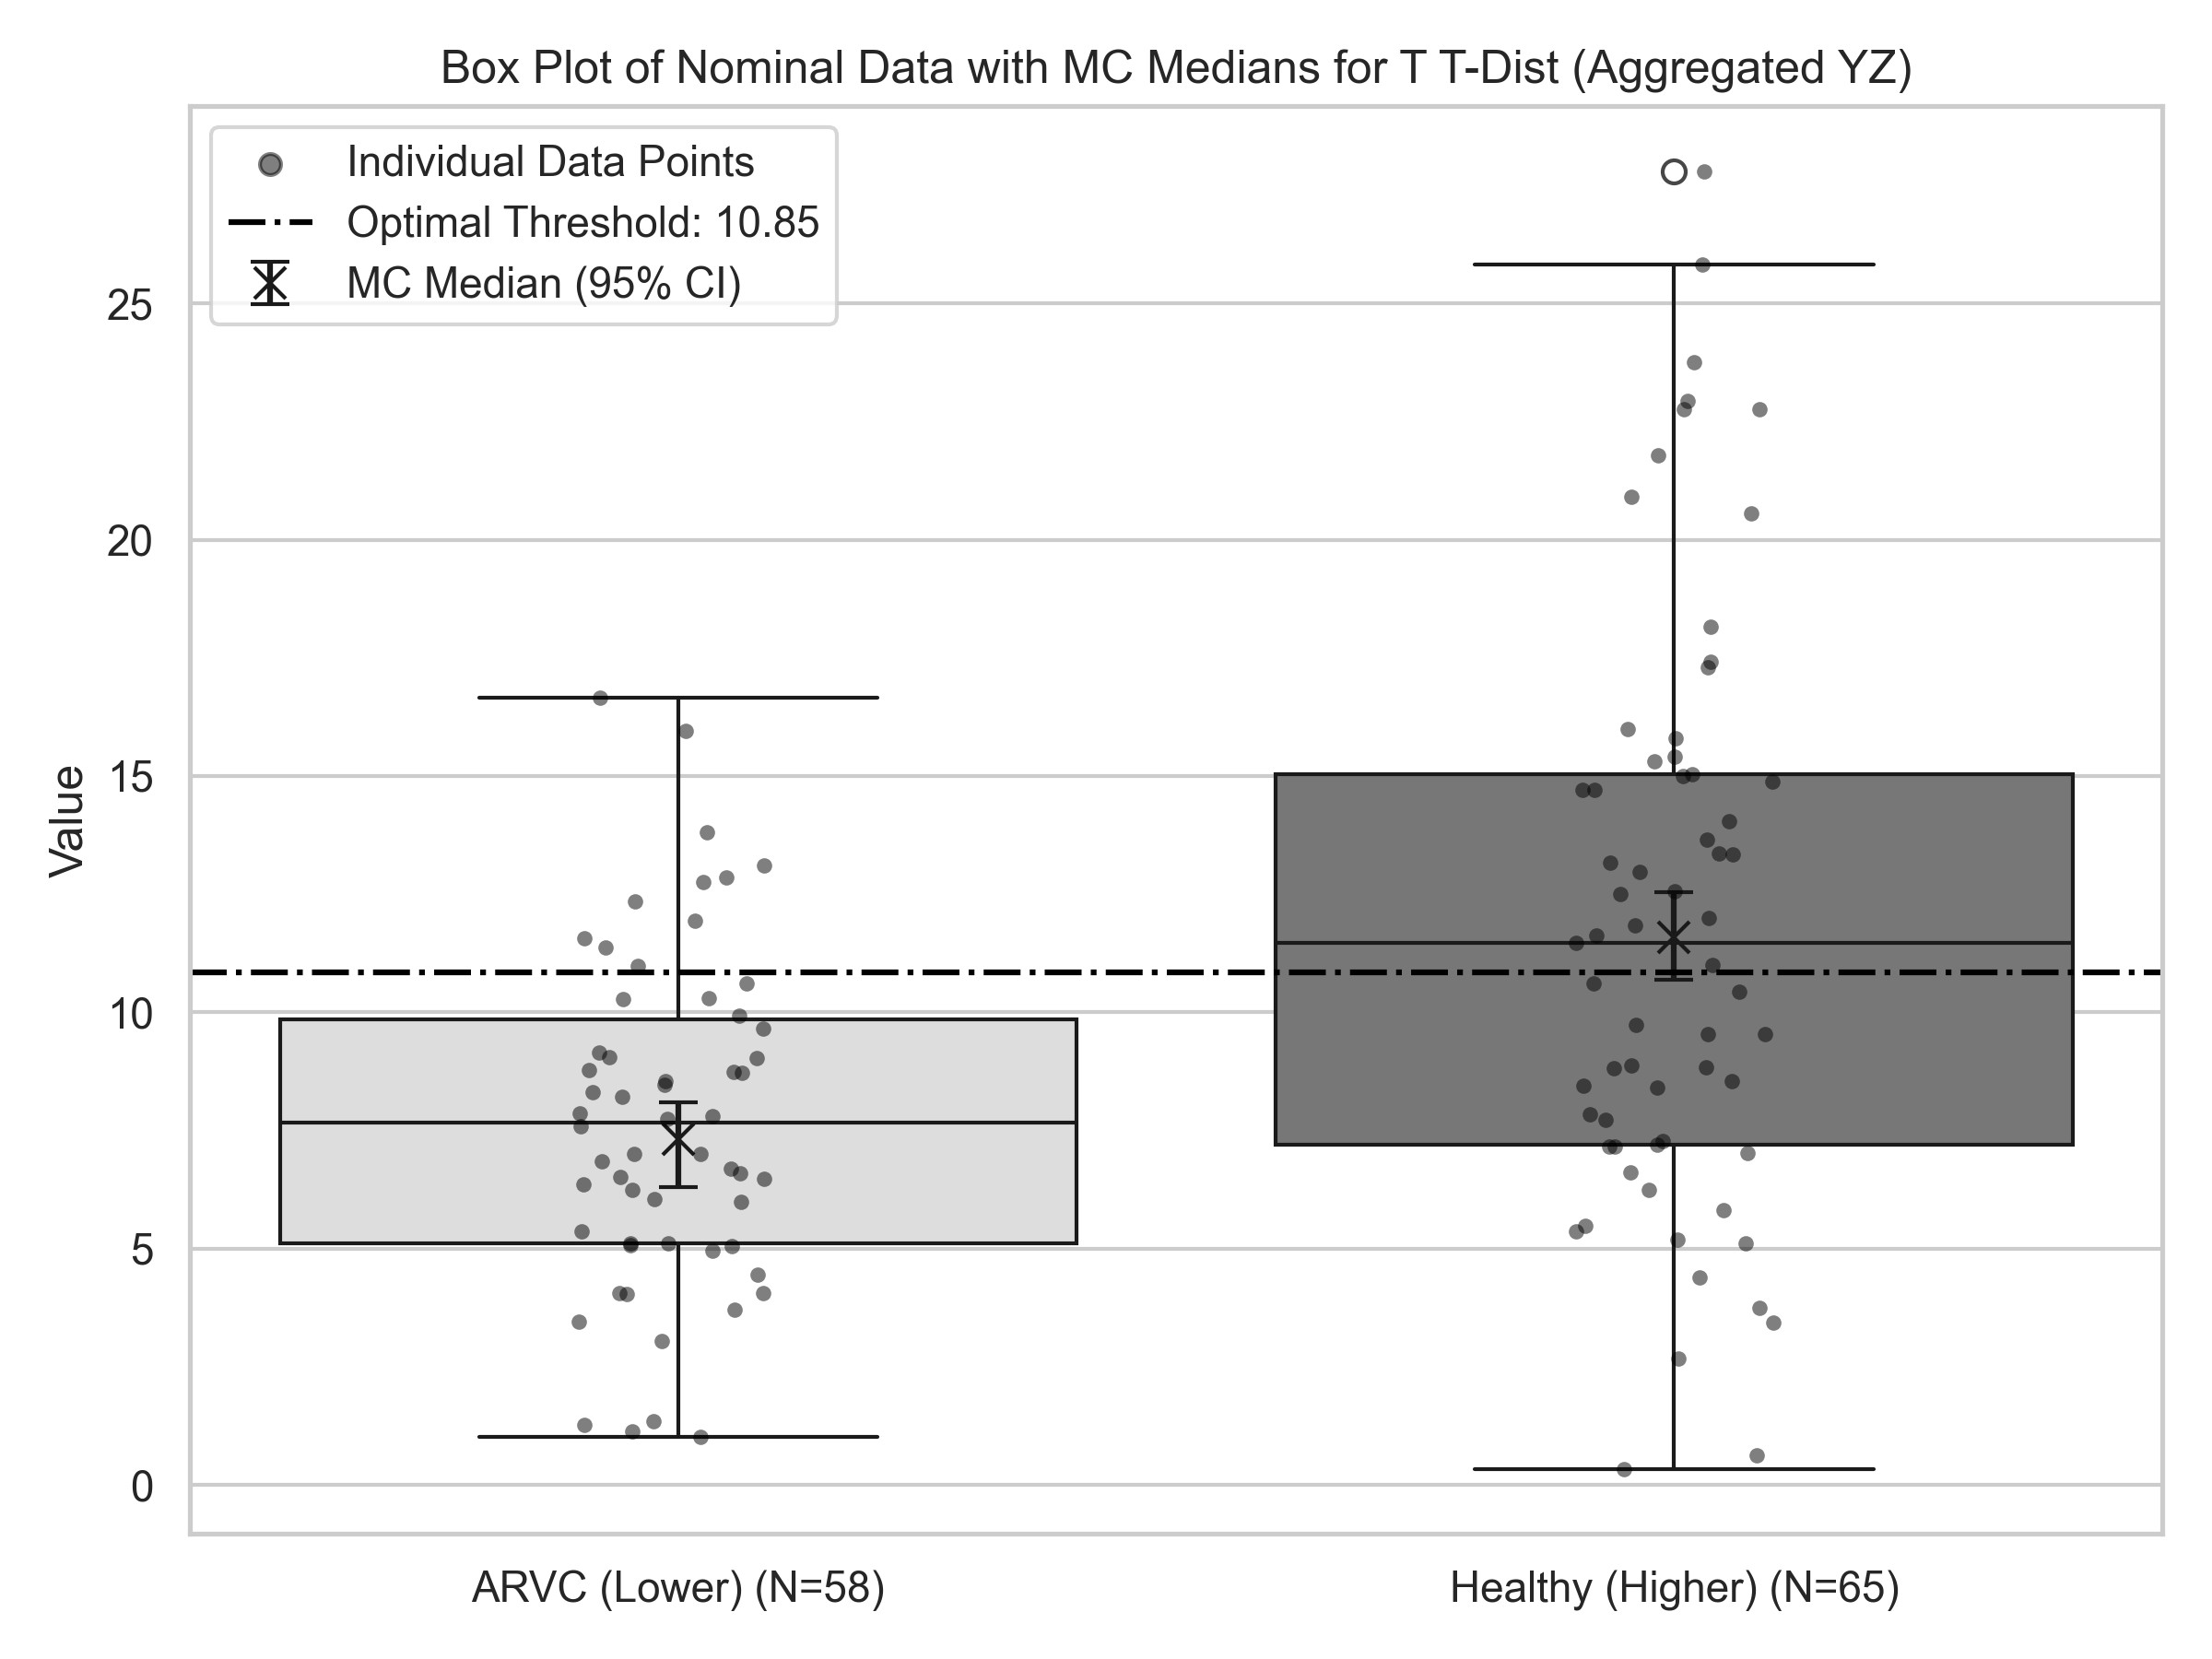 Box Plot of Nominal Data with MC Medians for T T-Dist (Aggregated YZ)
Individual Data Points
Optimal Threshold: 10.85
MC Median (95% CI)
25
20
15
10
5
0
Value
ARVC (Lower) (N=58)
Healthy (Higher) (N=65)